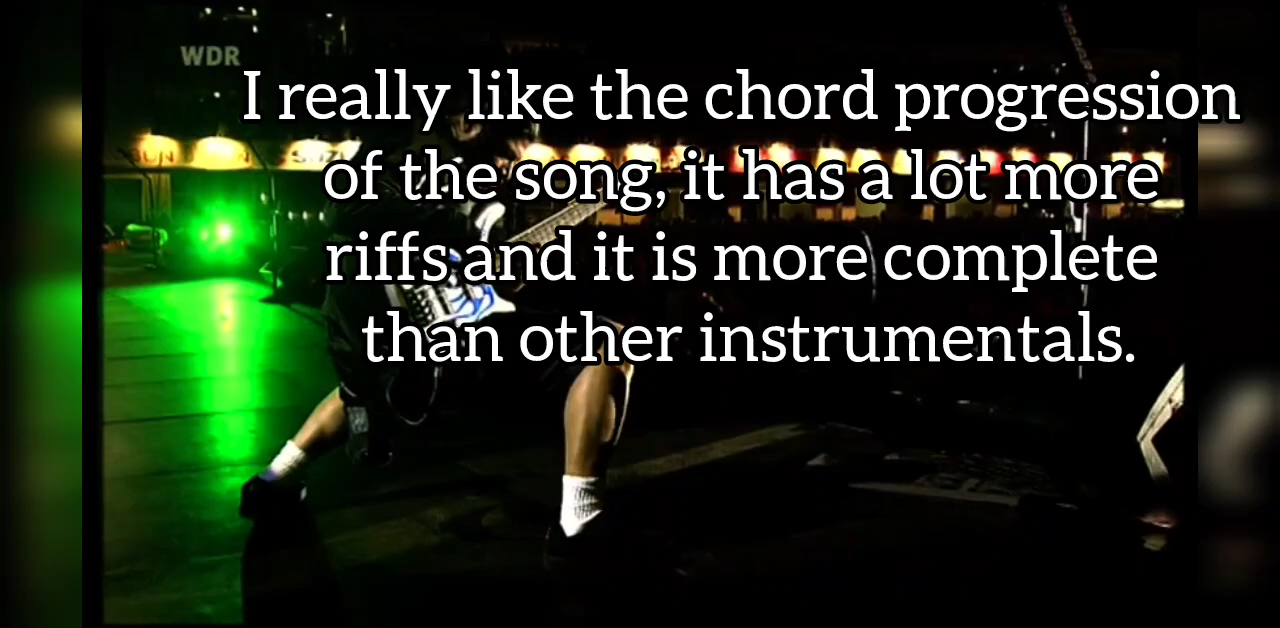 WDR
I really like the chord progression
of the song, it has a lot more
riffs and it is more complete
than other instrumentals.